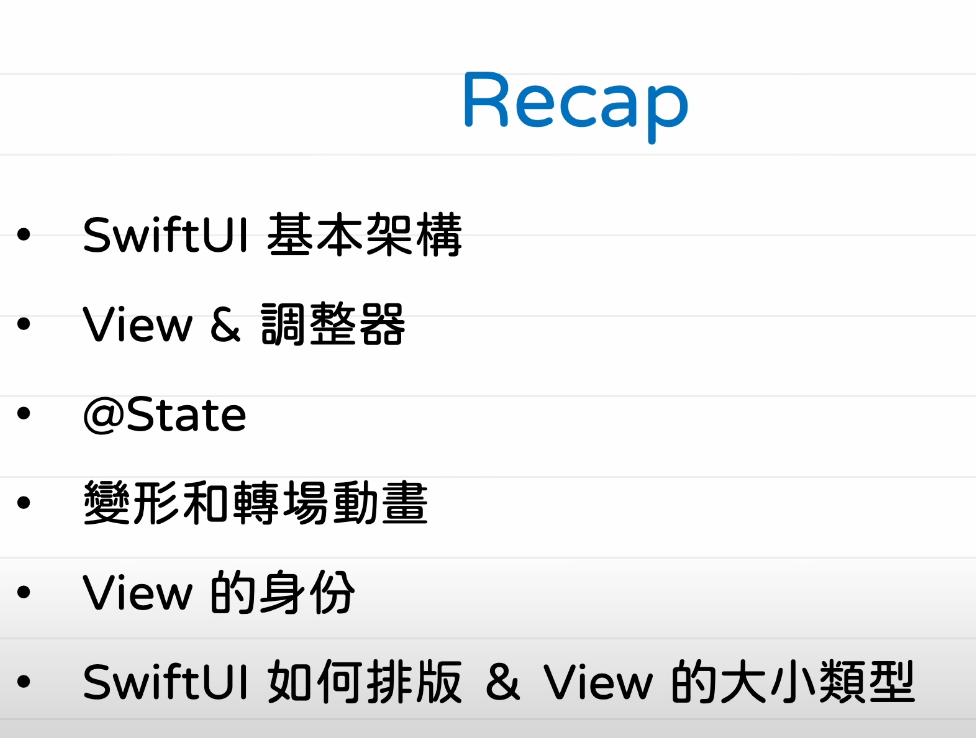 Recap
• SwiftUI 基本架構
• View & 調整器
• @State
• 變形和轉場動畫
• View 的身份
• SwiftUI 如何排版 & View 的大小類型